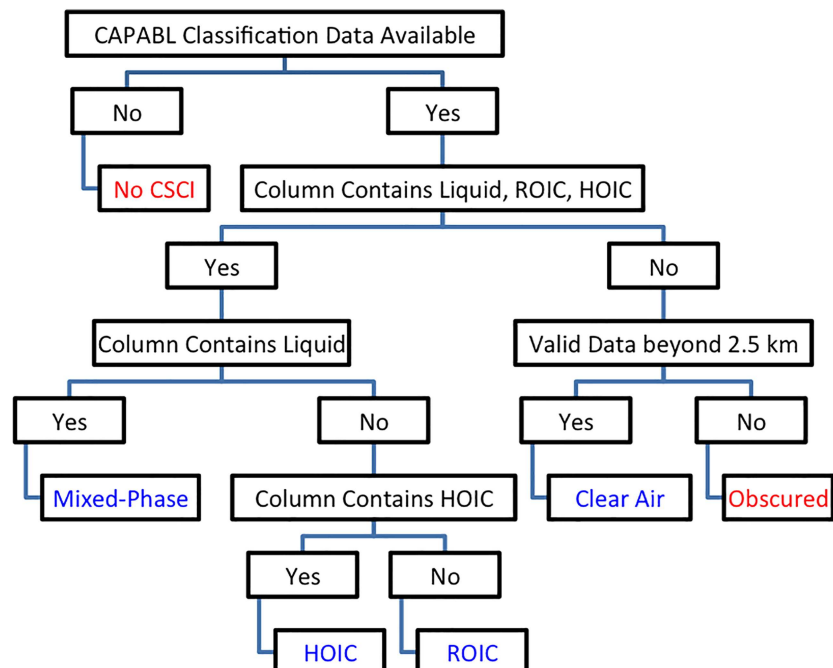 CAPABL Classification Data Available
No
Yes
No CSCI
Column Contains Liquid, ROIC, HOIC
Yes
No
Column Contains Liquid
Valid Data beyond 2.5 km
Yes
No
Yes
No
Mixed-Phase
Column Contains HOIC
Clear Air
Obscured
Yes
No
HOIC
ROIC